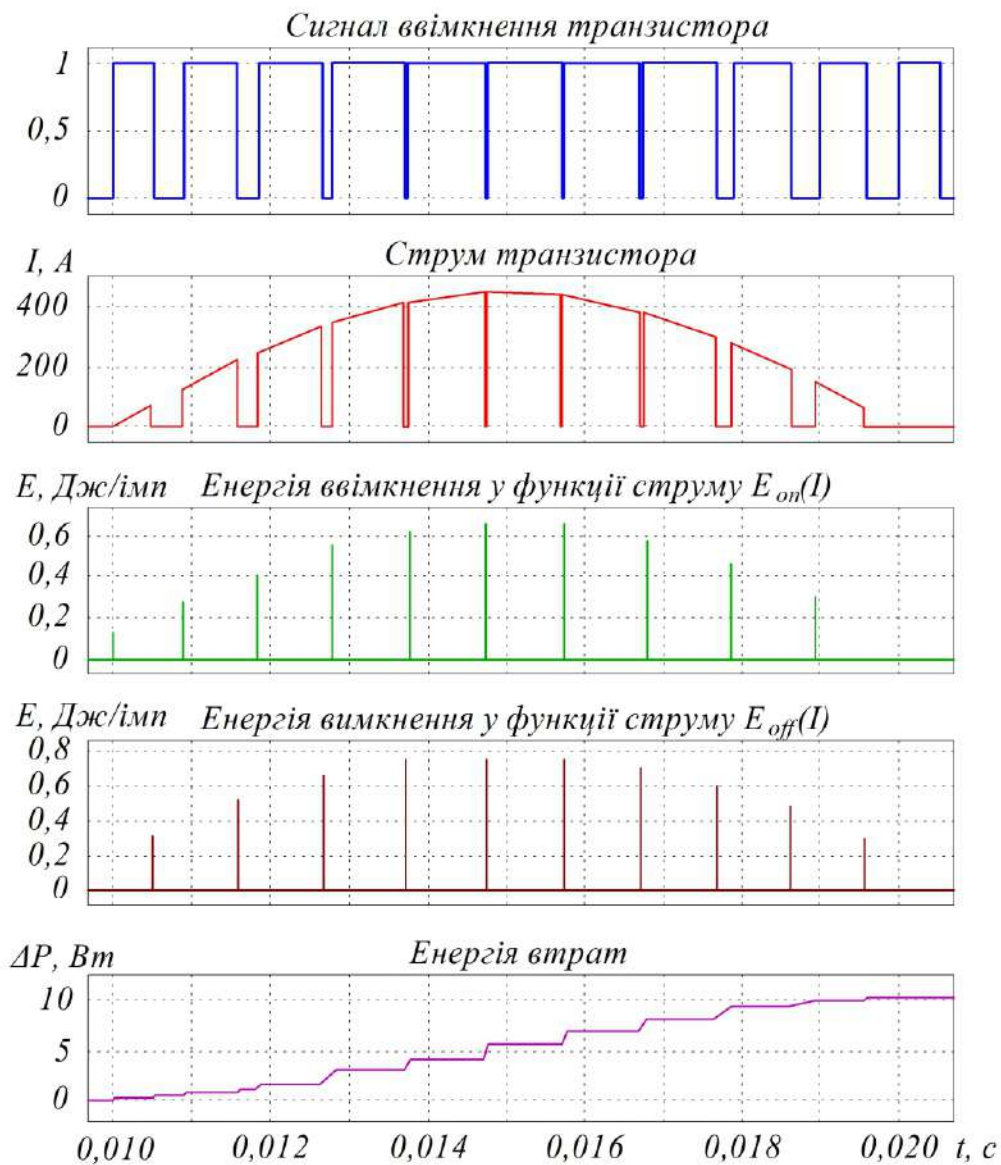 Сигнал ввімкнення транзистора
1
0,5
0
I, А
Струм транзистора
400
200
0
E, Дж/імп Енергія ввімкнення у функції струму E on(I)
0,6
0,4
0,2
0
E, Дж/імп Енергія вимкнення у функції струму E off(I)
0,8
0,6
0,4
0,2
0
ΔP, Вт
Енергія втрат
10
5
0
0,010 0,012 0,014 0,016 0,018 0,020 t, с